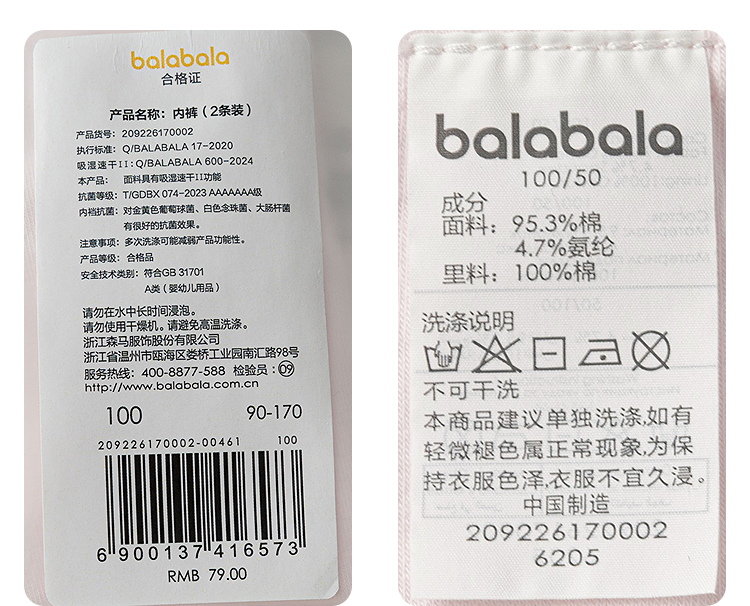 balabala
合格证
产品名称：内裤（2条装）
产品货号：209226170002
执行标准：Q/BALABALA 17-2020
吸湿速干II：Q/BALABALA 600-2024
本产品：面料具有吸湿速干II功能
抗菌等级：T/GDBX 074-2023 AAAAAAA级
内裆抗菌：对金黄色葡萄球菌、白色念珠菌、大肠杆菌
有很好的抗菌效果。
注意事项：多次洗涤可能减弱产品功能性。
产品等级：合格品
安全技术类别：符合GB 31701
A类（婴幼儿用品）
请勿在水中长时间浸泡。
请勿使用干燥机。请避免高温洗涤。
浙江森马服饰股份有限公司
浙江省温州市瓯海区娄桥工业园南汇路98号
服务热线：400-8877-588 检验员：09
http://www.balabala.com.cn
100 90-170
209226170002-00461 100
6 900137 416573
RMB 79.00
balabala
100/50
成分
面料：95.3%棉
4.7%氨纶
里料：100%棉
洗涤说明
不可干洗
本商品建议单独洗涤,如有
轻微褪色属正常现象,为保
持衣服色泽,衣服不宜久浸。
中国制造
209226170002
6205